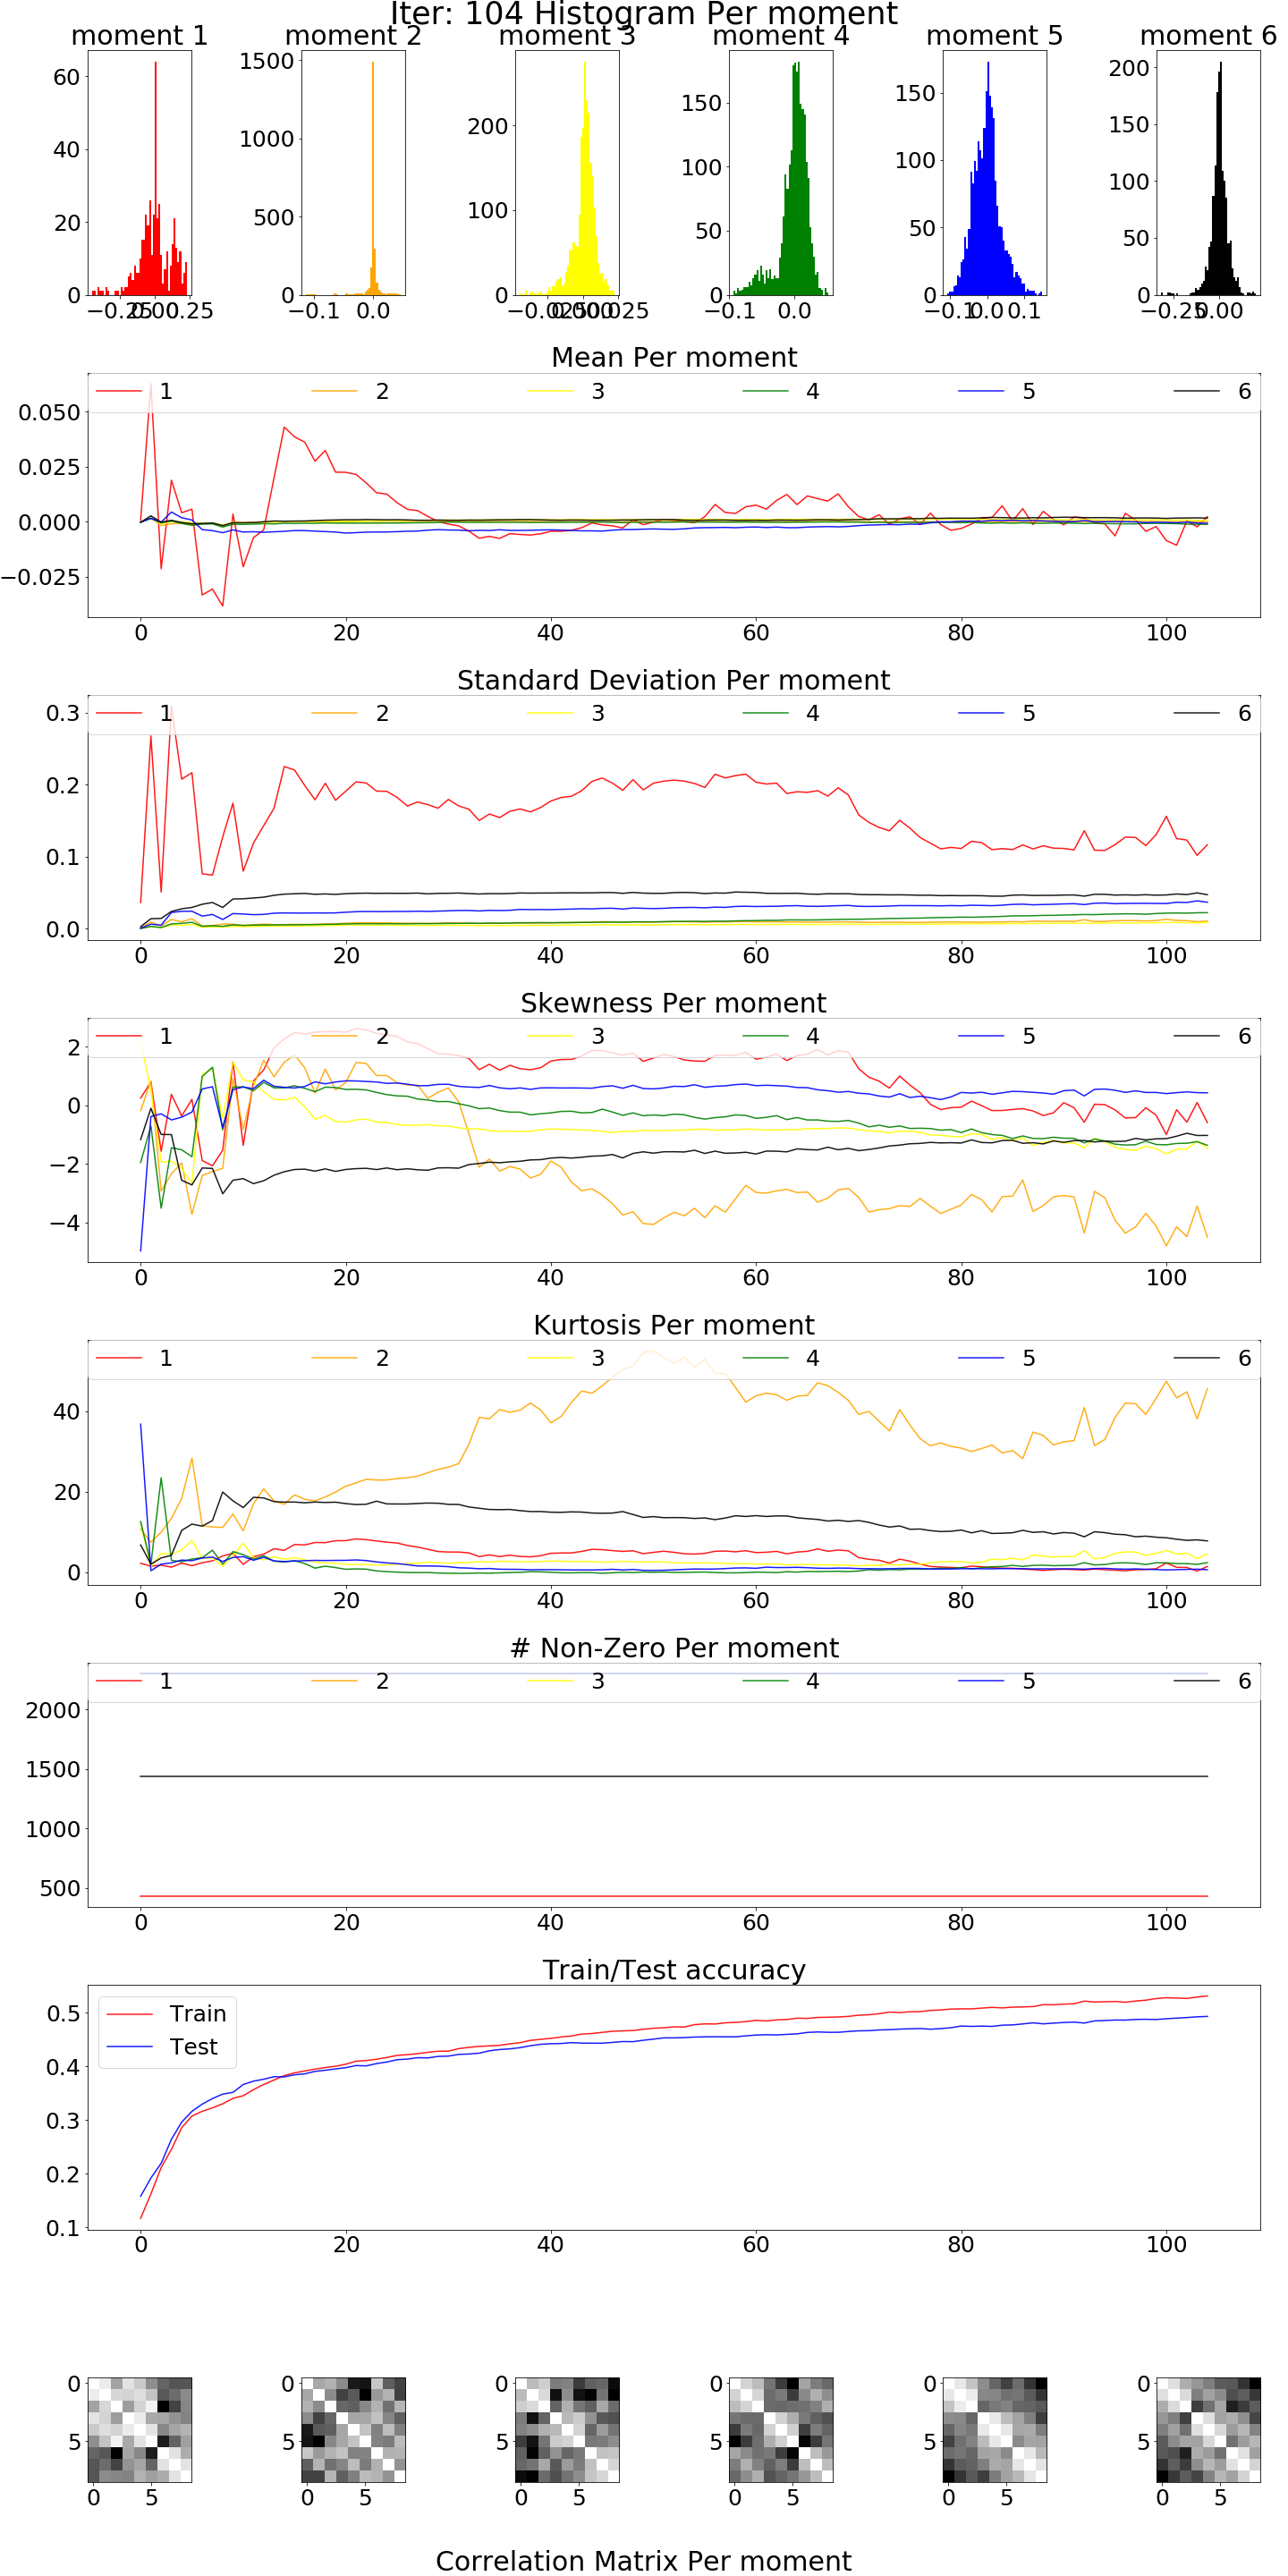 Iter: 104 Histogram Per moment
moment 1 moment 2 moment 3 moment 4 moment 5 moment 6
60
40
20
0
−0.25 0.00 0.25
1500
1000
500
0
−0.1 0.0
200
100
0
−0.025 0.000 0.025
150
100
50
0
−0.1 0.0
150
100
50
0
−0.1 0.0 0.1
200
150
100
50
0
−0.25 0.00
Mean Per moment
1 2 3 4 5 6
0.050
0.025
0.000
−0.025
0 20 40 60 80 100
Standard Deviation Per moment
1 2 3 4 5 6
0.3
0.2
0.1
0.0
0 20 40 60 80 100
Skewness Per moment
1 2 3 4 5 6
2
0
−2
−4
0 20 40 60 80 100
Kurtosis Per moment
1 2 3 4 5 6
40
20
0
0 20 40 60 80 100
# Non-Zero Per moment
1 2 3 4 5 6
2000
1500
1000
500
0 20 40 60 80 100
Train/Test accuracy
Train
Test
0.5
0.4
0.3
0.2
0.1
0 20 40 60 80 100
0 0 0 0 0 0
5 5 5 5 5 5
0 5 0 5 0 5 0 5 0 5 0 5
Correlation Matrix Per moment